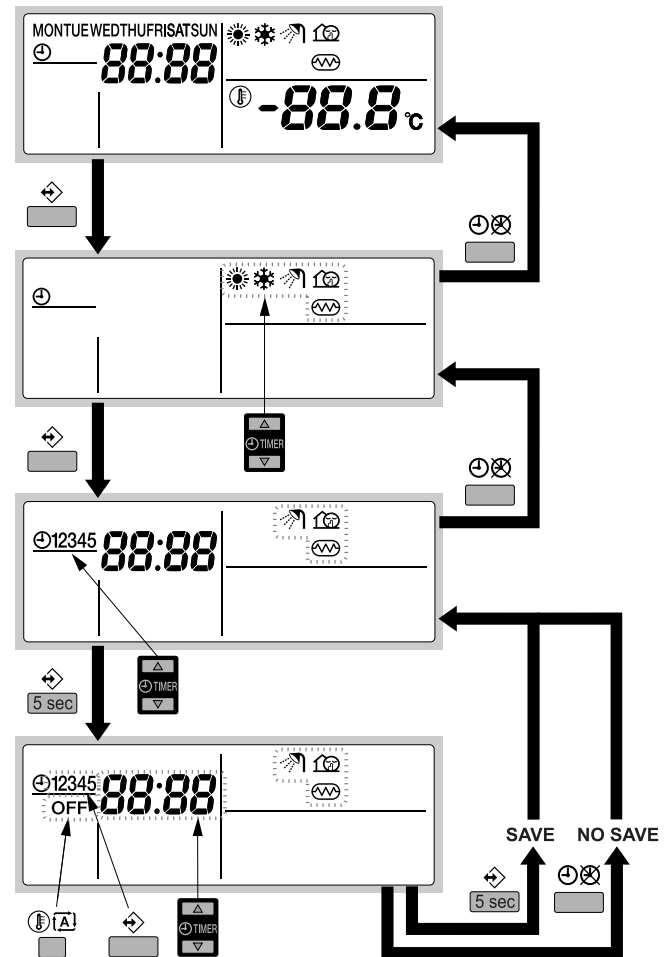 MONTUEWEDTHUFRISATSUN
88:88
-88.8°C
TIMER
12345
88:88
5 sec
TIMER
12345
88:88
OFF
SAVE
NO SAVE
5 sec
A
TIMER